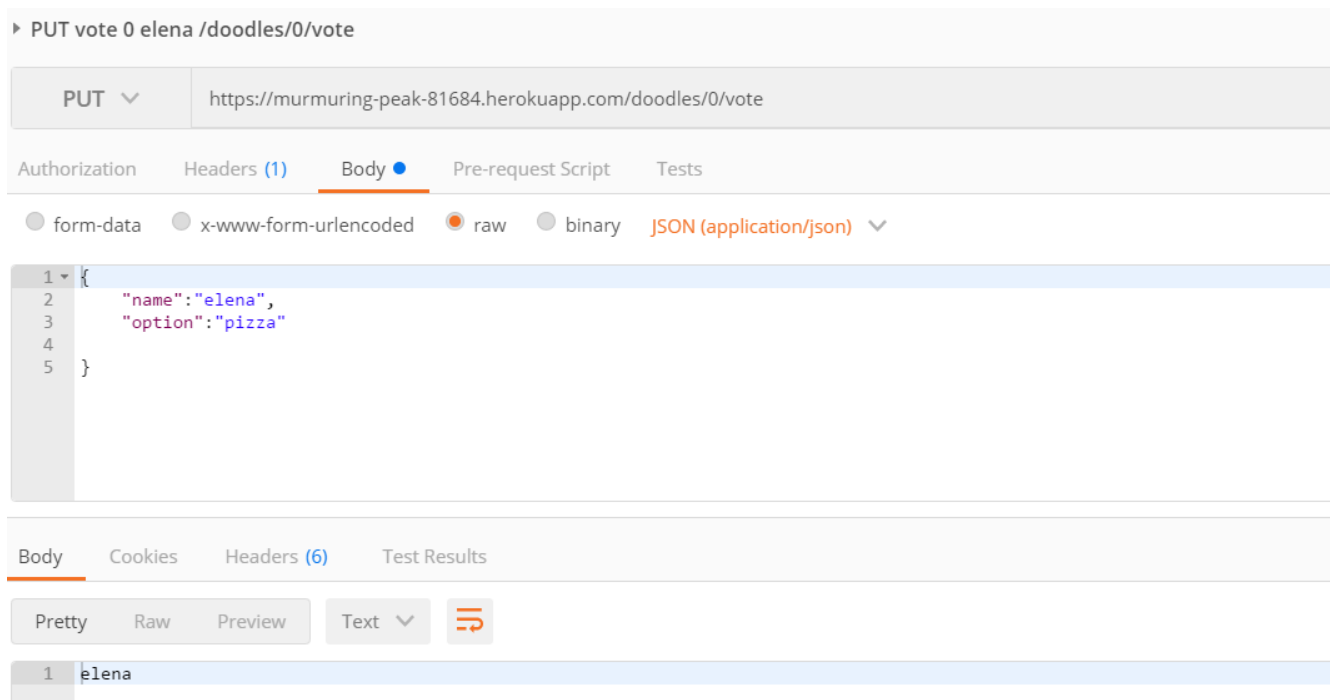 PUT vote 0 elena /doodles/0/vote
PUT https://murmuring-peak-81684.herokuapp.com/doodles/0/vote
Authorization Headers (1) Body Pre-request Script Tests
form-data x-www-form-urlencoded raw binary JSON (application/json)
1 {
2 "name":"elena",
3 "option":"pizza"
4
5 }
Body Cookies Headers (6) Test Results
Pretty Raw Preview Text
1 elena